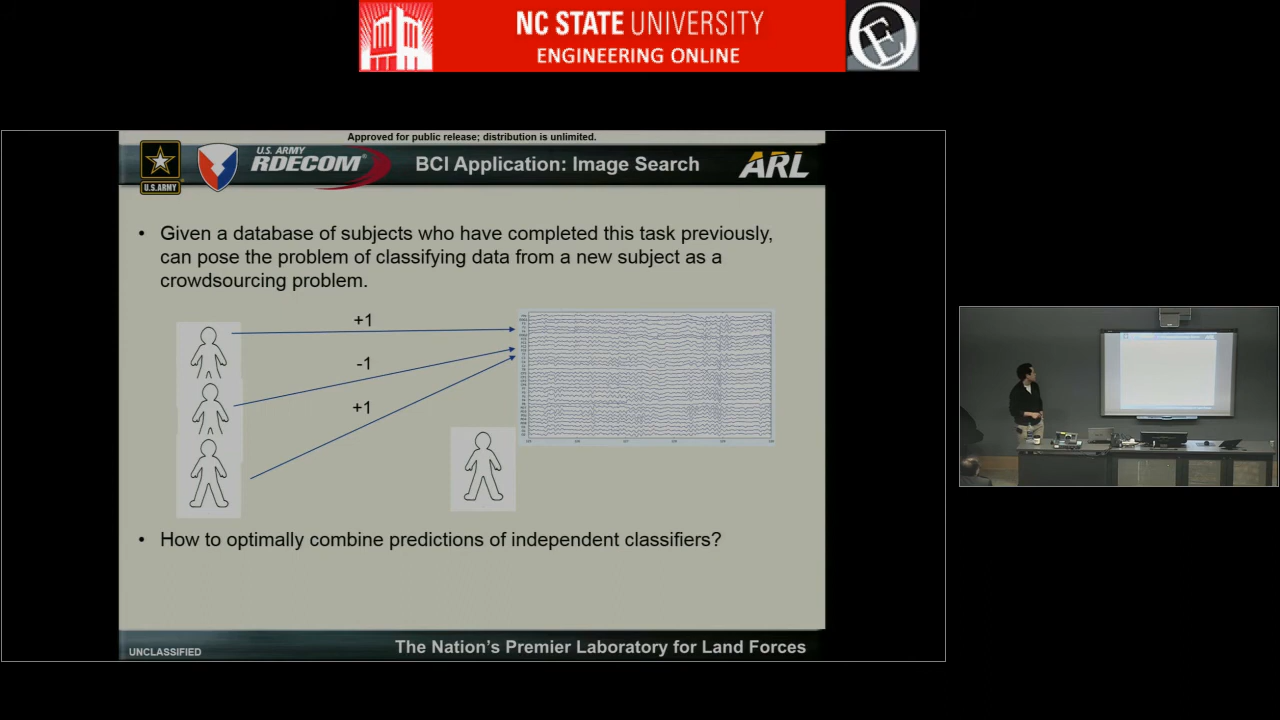 NC STATE UNIVERSITY
ENGINEERING ONLINE
E
Approved for public release; distribution is unlimited.
U.S. ARMY
U.S. ARMY
RDECOM®
BCI Application: Image Search
ARL
• Given a database of subjects who have completed this task previously,
can pose the problem of classifying data from a new subject as a
crowdsourcing problem.
+1
-1
+1
• How to optimally combine predictions of independent classifiers?
UNCLASSIFIED
The Nation's Premier Laboratory for Land Forces